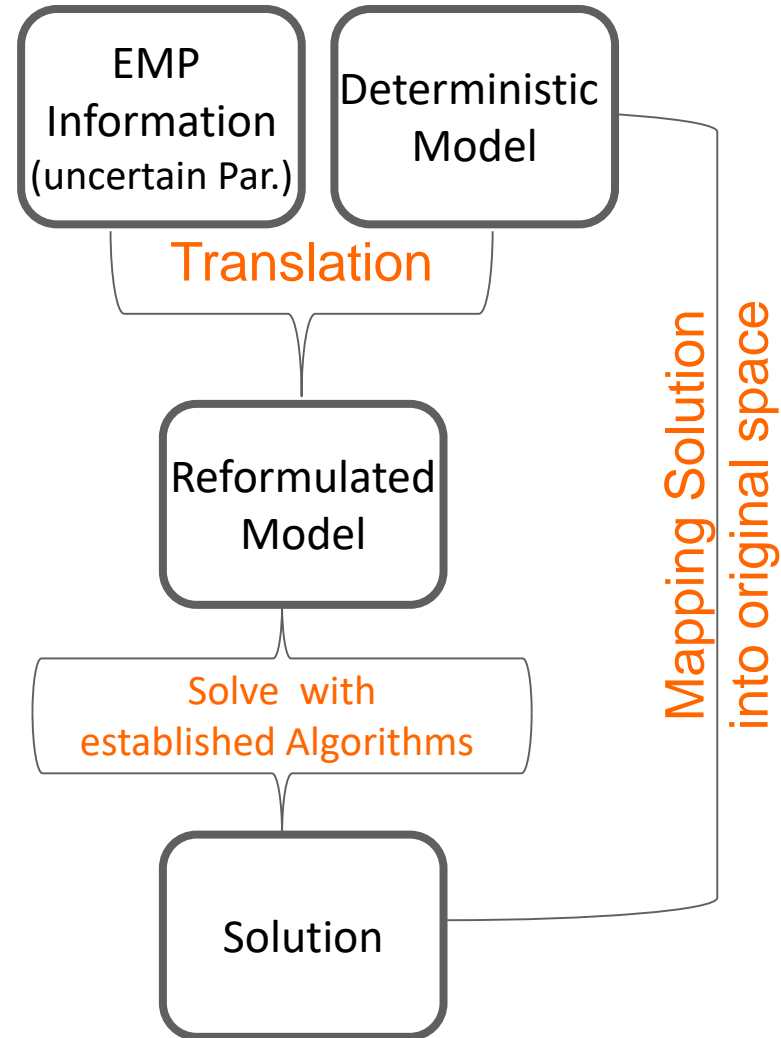 EMP
Information
(uncertain Par.)
Deterministic
Model
Translation
Reformulated
Model
Solve with
established Algorithms
Solution
Mapping Solution
into original space